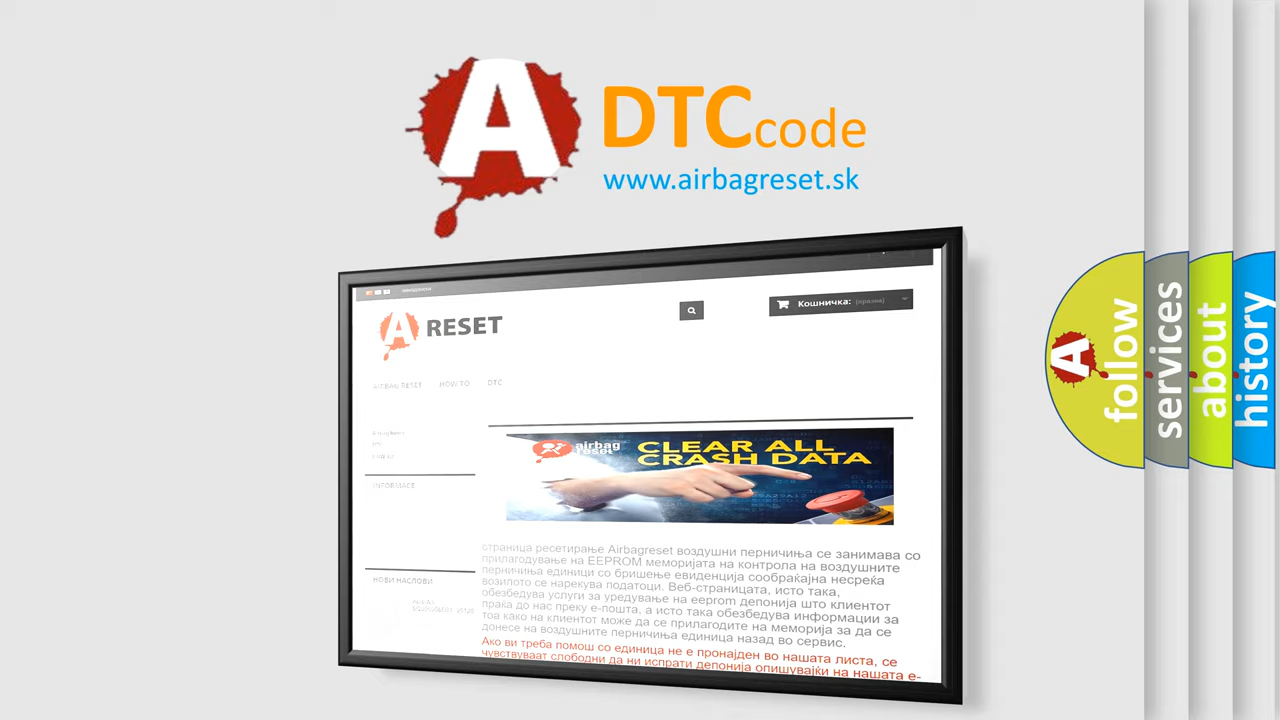 A
DTC code
www.airbagreset.sk
A RESET
Кошничка: (празна)
AIRBAG RESET HOW TO DTC
airbag
reset
CLEAR ALL
CRASH DATA
INFORMACE
НОВИ НАСЛОВИ
страница ресетирање Airbagreset воздушни перничиња се занимава со
прилагодување на EEPROM меморијата на контрола на воздушните
перничиња единици со бришење евиденција сообраќајна несреќа
возилото се нарекува податоци. Веб-страницата, исто така,
обезбедува услуги за уредување на eeprom депонија што клиентот
праќа до нас преку е-пошта, а исто така обезбедува информации за
тоа како на клиентот може да се прилагодите на меморија за да се
донесе на воздушните перничиња единица назад во сервис.
Ако ви треба помош со единица не е пронајден во нашата листа, се
чувствуваат слободни да ни испрати депонија опишувајќи на нашата е-
A
follow
services
about
history